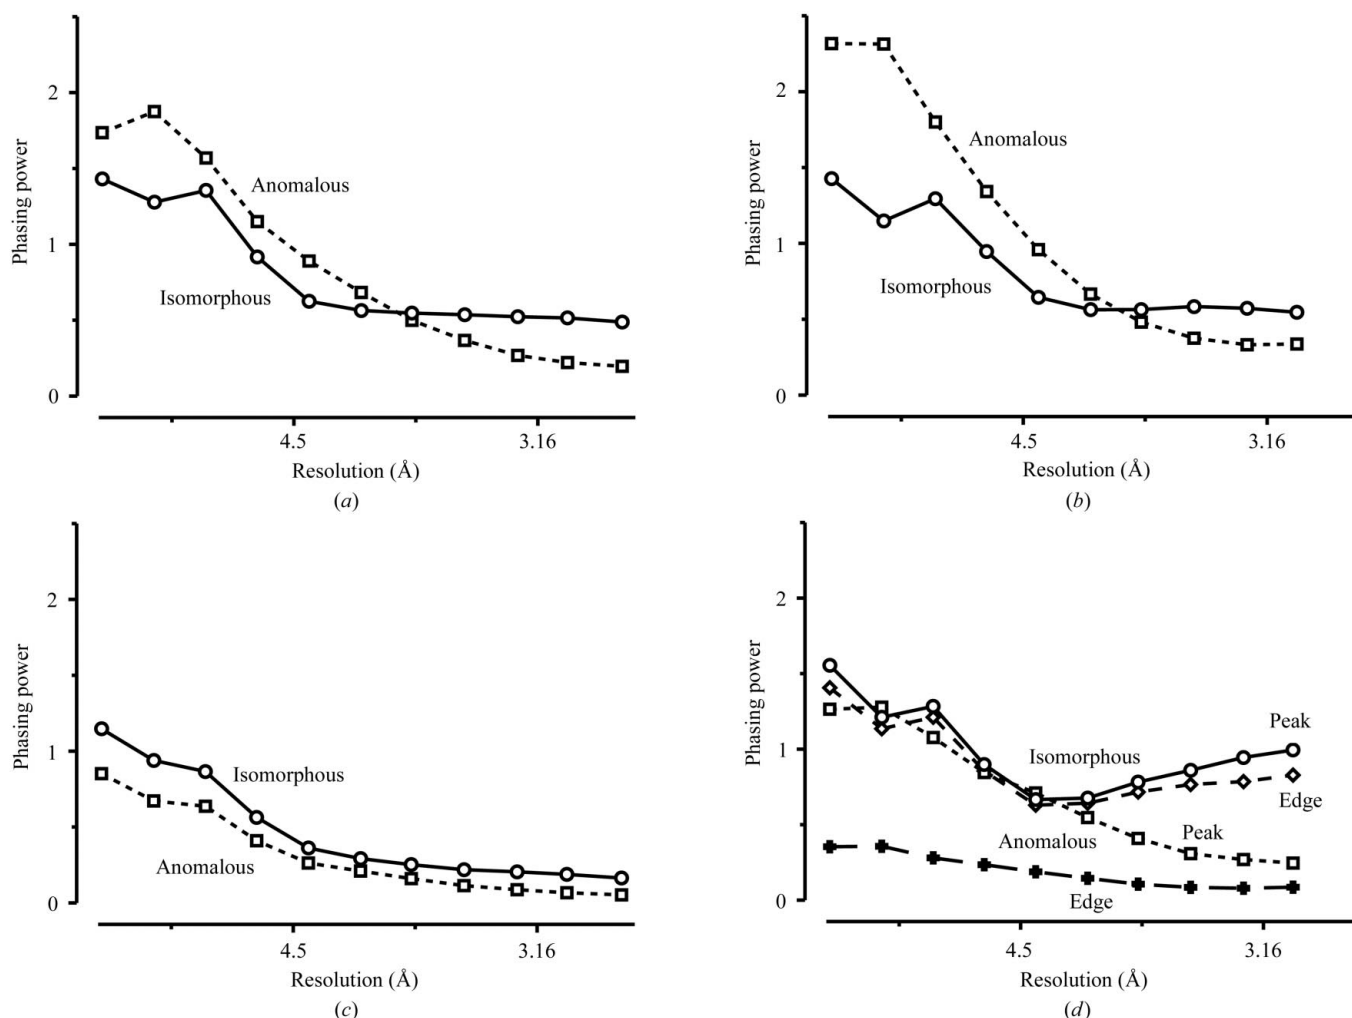 2
1
0
Phasing power
Anomalous
Isomorphous
4.5
3.16
Resolution (Å)
(a)
2
1
0
Phasing power
Anomalous
Isomorphous
4.5
3.16
Resolution (Å)
(b)
2
1
0
Phasing power
Isomorphous
Anomalous
4.5
3.16
Resolution (Å)
(c)
2
1
0
Phasing power
Peak
Isomorphous
Edge
Anomalous
Peak
Edge
4.5
3.16
Resolution (Å)
(d)